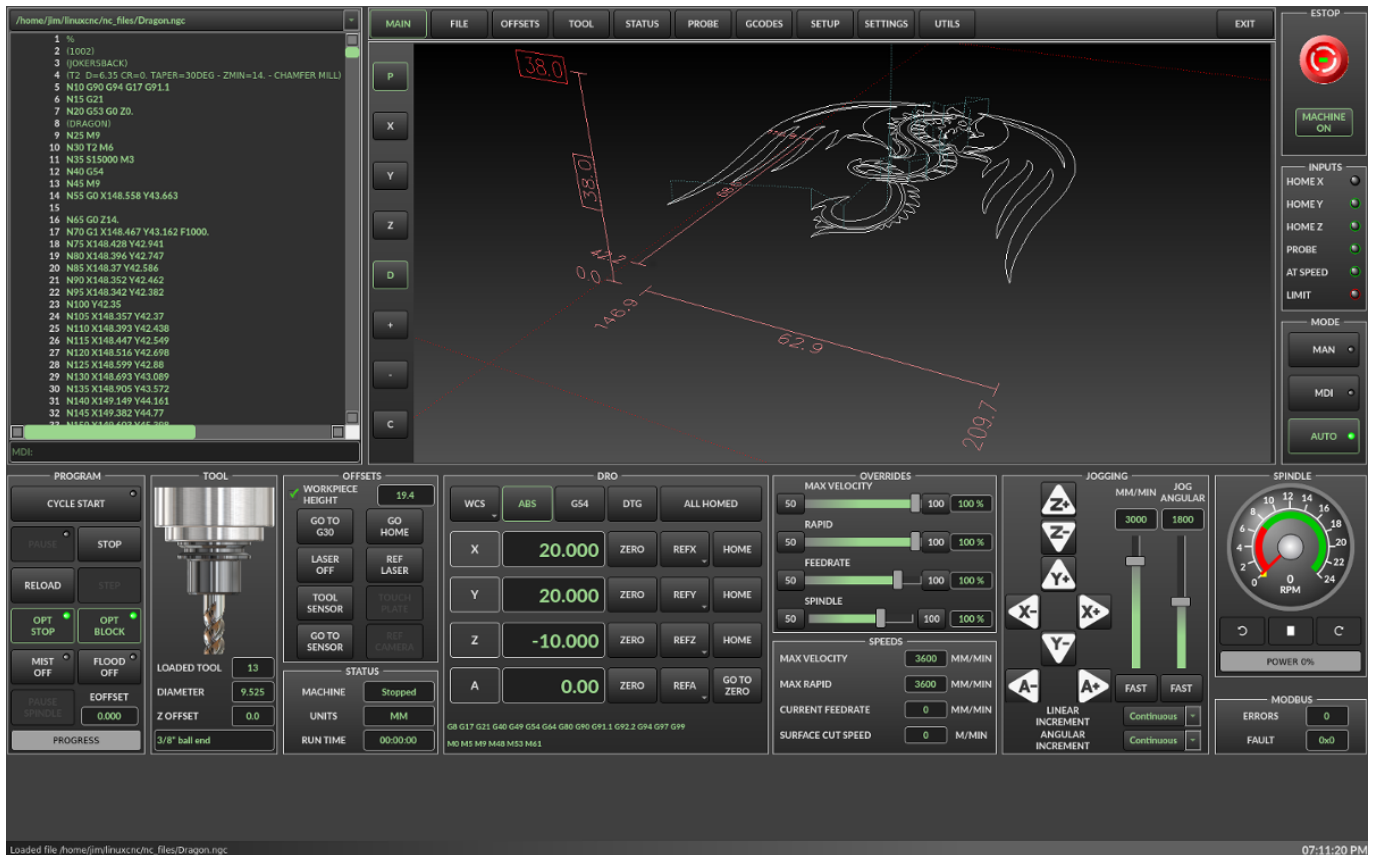 /home/jim/linuxcnc/nc_files/Dragon.ngc
1 %
2 (1002)
3 (JOKERSBACK)
4 (T2 D=6.35 CR=0. TAPER=30DEG - ZMIN=14. - CHAMFER MILL)
5 N10 G90 G94 G17 G91.1
6 N15 G21
7 N20 G53 G0 Z0.
8 (DRAGON)
9 N25 M9
10 N30 T2 M6
11 N35 S15000 M3
12 N40 G54
13 N45 M9
14 N55 G0 X148.558 Y43.663
15
16 N65 G0 Z14.
17 N70 G1 X148.467 Y43.162 F1000.
18 N75 X148.428 Y42.941
19 N80 X148.396 Y42.747
20 N85 X148.37 Y42.586
21 N90 X148.352 Y42.462
22 N95 X148.342 Y42.382
23 N100 Y42.35
24 N105 X148.357 Y42.37
25 N110 X148.393 Y42.438
26 N115 X148.447 Y42.549
27 N120 X148.516 Y42.698
28 N125 X148.599 Y42.88
29 N130 X148.693 Y43.089
30 N135 X148.905 Y43.572
31 N140 X149.149 Y44.161
32 N145 X149.382 Y44.77
MDI:
MAIN FILE OFFSETS TOOL STATUS PROBE GCODES SETUP SETTINGS UTILS EXIT
P
X
Y
Z
D
+
-
C
38.0
38.0
0.0
42.2
146.9
62.9
209.7
ESTOP
MACHINE
ON
INPUTS
HOME X
HOME Y
HOME Z
PROBE
AT SPEED
LIMIT
MODE
MAN
MDI
AUTO
PROGRAM
CYCLE START
PAUSE STOP
RELOAD STEP
OPT
STOP
OPT
BLOCK
MIST
OFF
FLOOD
OFF
PAUSE
SPINDLE
EOFFSET
0.000
PROGRESS
TOOL
LOADED TOOL 13
DIAMETER 9.525
Z OFFSET 0.0
3/8" ball end
OFFSETS
WORKPIECE
HEIGHT
19.4
GO TO
G30
GO
HOME
LASER
OFF
REF
LASER
TOOL
SENSOR
TOUCH
PLATE
GO TO
SENSOR
REF
CAMERA
STATUS
MACHINE Stopped
UNITS MM
RUN TIME 00:00:00
DRO
WCS ABS G54 DTG ALL HOMED
X 20.000 ZERO REFX HOME
Y 20.000 ZERO REFY HOME
Z -10.000 ZERO REFZ HOME
A 0.00 ZERO REFA GO TO
ZERO
G8 G17 G21 G40 G49 G54 G64 G80 G90 G91.1 G92.2 G94 G97 G99
M0 M5 M9 M48 M53 M61
OVERRIDES
MAX VELOCITY
50 100 100 %
RAPID
50 100 100 %
FEEDRATE
50 100 100 %
SPINDLE
50 100 100 %
SPEEDS
MAX VELOCITY 3600 MM/MIN
MAX RAPID 3600 MM/MIN
CURRENT FEEDRATE 0 MM/MIN
SURFACE CUT SPEED 0 M/MIN
JOGGING
MM/MIN
JOG
ANGULAR
3000 1800
Z+
Z-
Y+
X- X+
Y-
A- A+
FAST FAST
LINEAR
INCREMENT
Continuous
ANGULAR
INCREMENT
Continuous
SPINDLE
0 2 4 6 8 10 12 14 16 18 20 22 24
0
RPM
POWER 0%
MODBUS
ERRORS 0
FAULT 0x0
Loaded file /home/jim/linuxcnc/nc_files/Dragon.ngc
07:11:20 PM